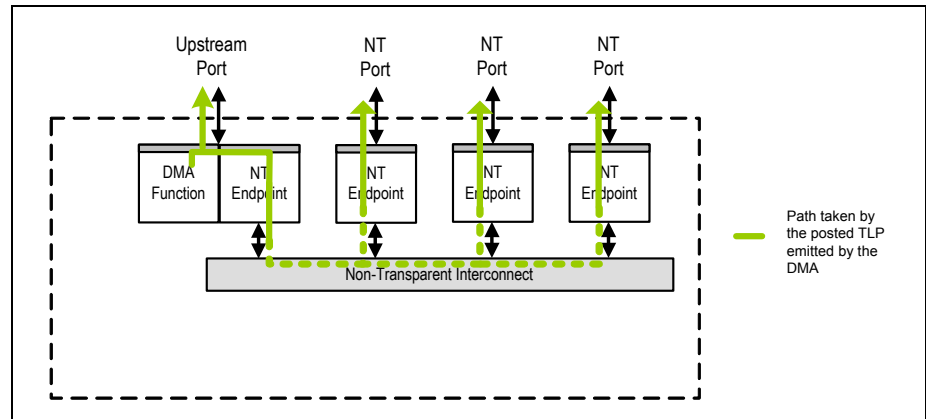 Upstream
Port
NT
Port
NT
Port
NT
Port
DMA
Function
NT
Endpoint
NT
Endpoint
NT
Endpoint
NT
Endpoint
Non-Transparent Interconnect
Path taken by
the posted TLP
emitted by the
DMA